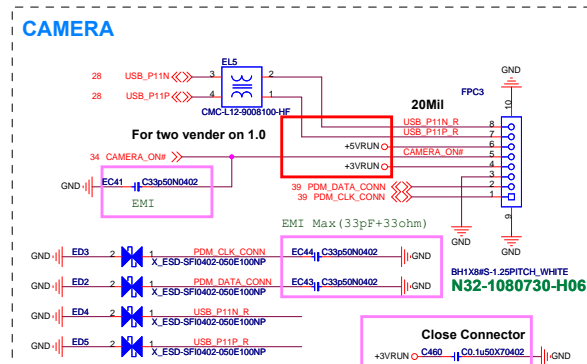 CAMERA
EL5
28 USB_P11N 3 2
28 USB_P11P 4 1
CMC-L12-9008100-HF
GND
FPC3
10
20Mil
USB_P11N_R 8
USB_P11P_R 7
For two vender on 1.0
+5VRUN 6
CAMERA_ON# 5
34 CAMERA_ON#
+3VRUN 4
3
39 PDM_DATA_CONN 2
39 PDM_CLK_CONN 1
GND EC41 C33p50N0402
EMI
9
EMI Max(33pF+33ohm)
GND GND
GND ED3 2 1 PDM_CLK_CONN EC44 C33p50N0402 GND
X_ESD-SFI0402-050E100NP
BH1X8#S-1.25PITCH_WHITE
N32-1080730-H06
GND ED2 2 1 PDM_DATA_CONN EC43 C33p50N0402 GND
X_ESD-SFI0402-050E100NP
GND ED4 2 1 USB_P11N_R
X_ESD-SFI0402-050E100NP
Close Connector
GND ED5 2 1 USB_P11P_R
X_ESD-SFI0402-050E100NP
+3VRUN C460 C0.1u50X70402 GND